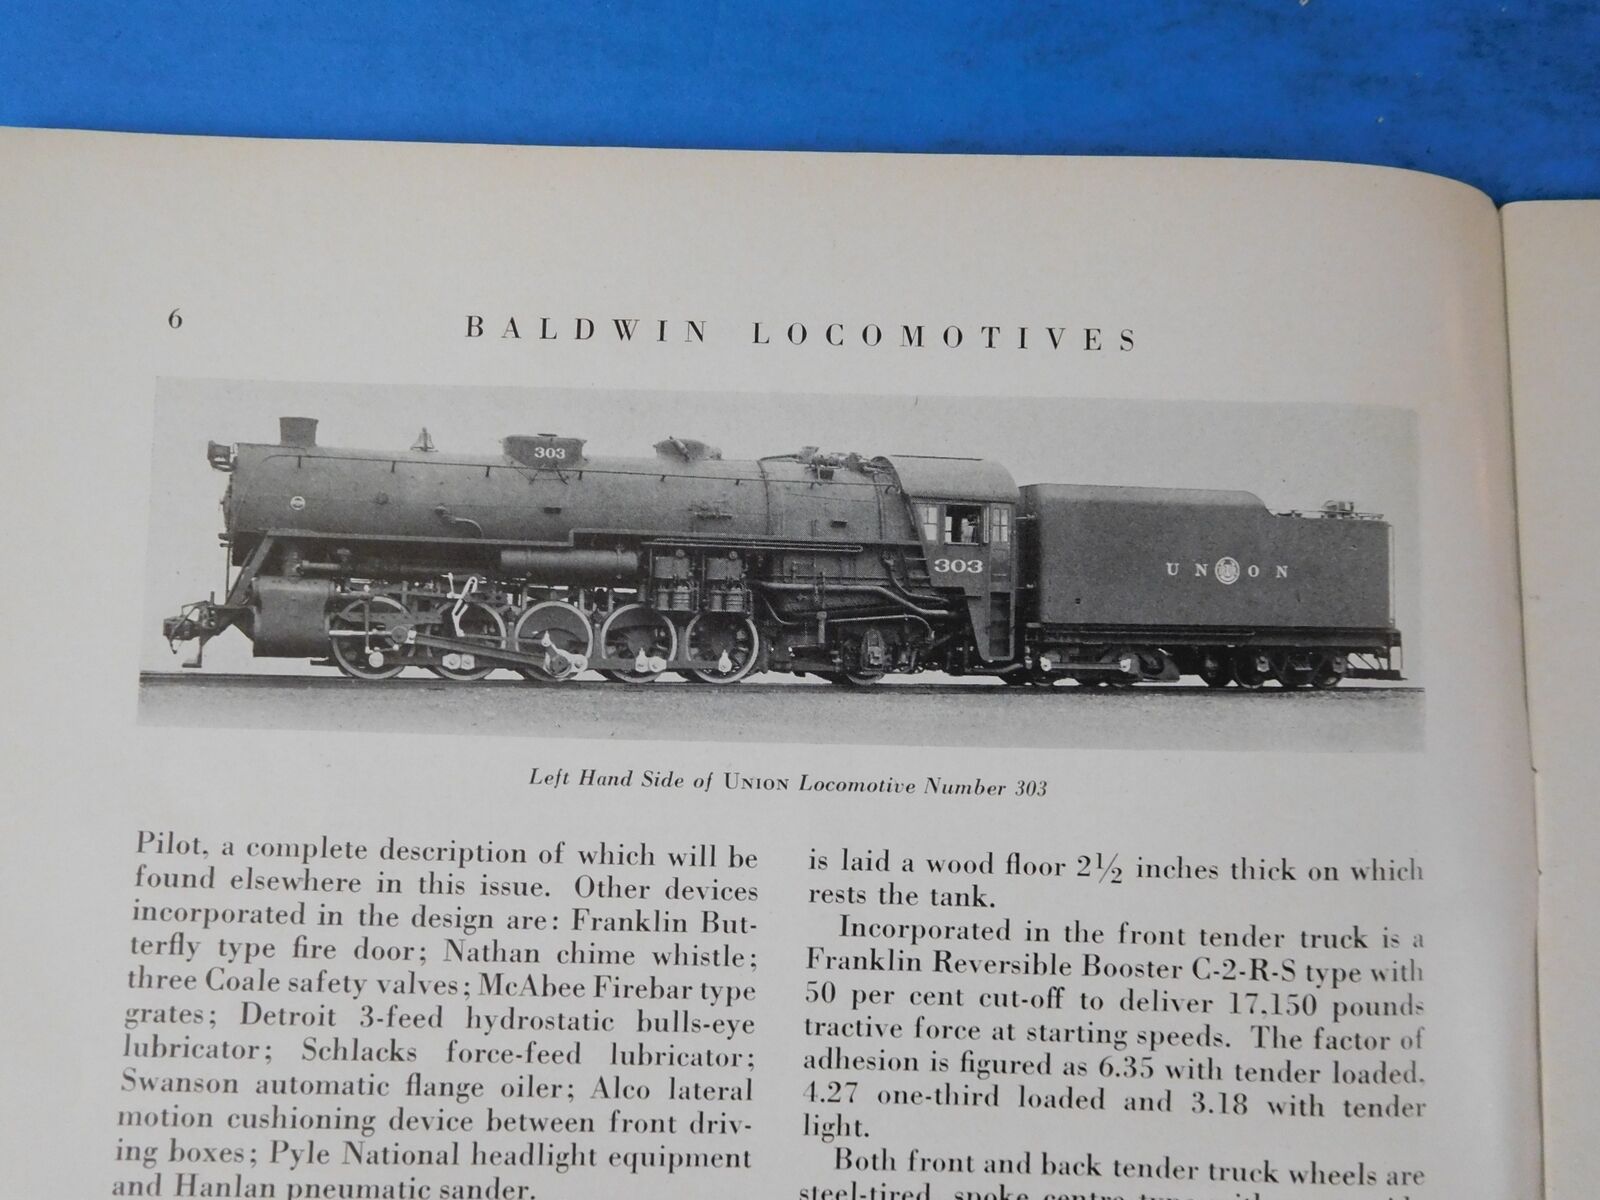 6
BALDWIN LOCOMOTIVES
303
303
UNION
Left Hand Side of UNION Locomotive Number 303
Pilot, a complete description of which will be
found elsewhere in this issue. Other devices
incorporated in the design are: Franklin But-
terfly type fire door; Nathan chime whistle;
three Coale safety valves; McAbee Firebar type
grates; Detroit 3-feed hydrostatic bulls-eye
lubricator; Schlacks force-feed lubricator;
Swanson automatic flange oiler; Alco lateral
motion cushioning device between front driv-
ing boxes; Pyle National headlight equipment
and Hanlan pneumatic sander.
is laid a wood floor 2½ inches thick on which
rests the tank.
Incorporated in the front tender truck is a
Franklin Reversible Booster C-2-R-S type with
50 per cent cut-off to deliver 17,150 pounds
tractive force at starting speeds. The factor of
adhesion is figured as 6.35 with tender loaded,
4.27 one-third loaded and 3.18 with tender
light.
Both front and back tender truck wheels are
steel-tired, spoke centre type with